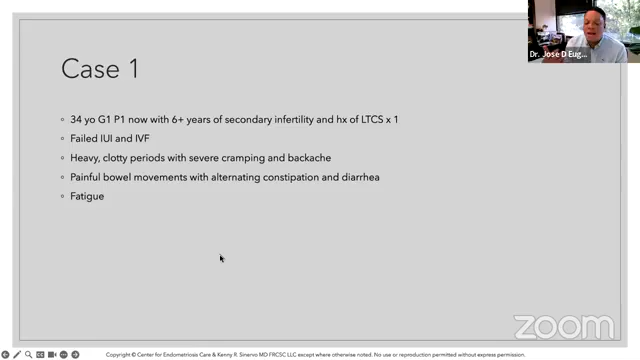 Dr. José D Eug...
Case 1
34 yo G1 P1 now with 6+ years of secondary infertility and hx of LTCS x 1
Failed IUI and IVF
Heavy, clotty periods with severe cramping and backache
Painful bowel movements with alternating constipation and diarrhea
Fatigue
zoom
Copyright © Center for Endometriosis Care & Kenny R. Sinervo MD FRCSC LLC except where otherwise noted. No use or reproduction permitted without express permission.